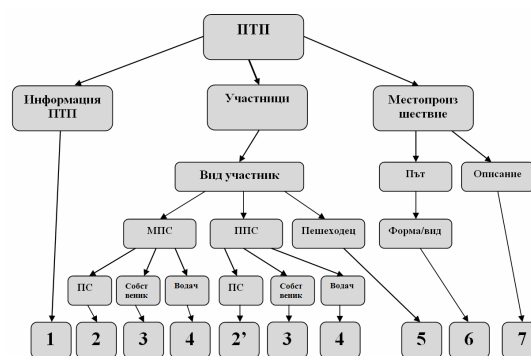 ПТП
Информация
ПТП
Участници
Местопроиз
шествие
Вид участник
Път
Описание
МПС
ППС
Пешеходец
Форма/вид
ПС
Собст
веник
Водач
ПС
Собст
веник
Водач
1
2
3
4
2’
3
4
5
6
7